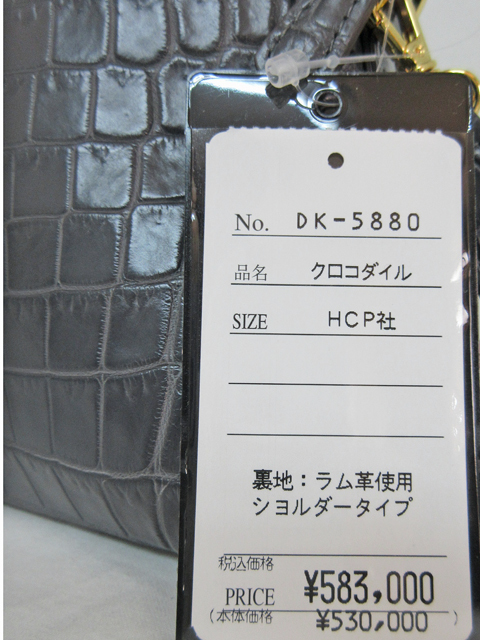 No. DK-5880
品名 クロコダイル
SIZE HCP社
裏地：ラム革使用
ショルダータイプ
税込価格
PRICE ¥583,000
(本体価格 ¥530,000)